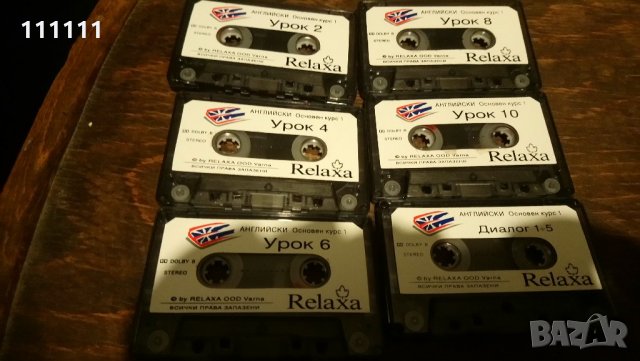 111111
АНГЛИЙСКИ Основен курс 1
Урок 2
DOLBY B
STEREO
© by RELAXA OOD Varna
ВСИЧКИ ПРАВА ЗАПАЗЕНИ
Relaxa
АНГЛИЙСКИ Основен курс 1
Урок 8
DOLBY B
STEREO
© by RELAXA OOD Varna
ВСИЧКИ ПРАВА ЗАПАЗЕНИ
Relaxa
АНГЛИЙСКИ Основен курс 1
Урок 4
DOLBY B
STEREO
© by RELAXA OOD Varna
ВСИЧКИ ПРАВА ЗАПАЗЕНИ
Relaxa
АНГЛИЙСКИ Основен курс 1
Урок 10
DOLBY B
STEREO
© by RELAXA OOD Varna
ВСИЧКИ ПРАВА ЗАПАЗЕНИ
Relaxa
АНГЛИЙСКИ Основен курс 1
Урок 6
DOLBY B
STEREO
© by RELAXA OOD Varna
ВСИЧКИ ПРАВА ЗАПАЗЕНИ
Relaxa
АНГЛИЙСКИ Основен курс 1
Диалог 1÷5
DOLBY B
STEREO
© by RELAXA OOD Varna
ВСИЧКИ ПРАВА ЗАПАЗЕНИ
Relaxa
BAZAR